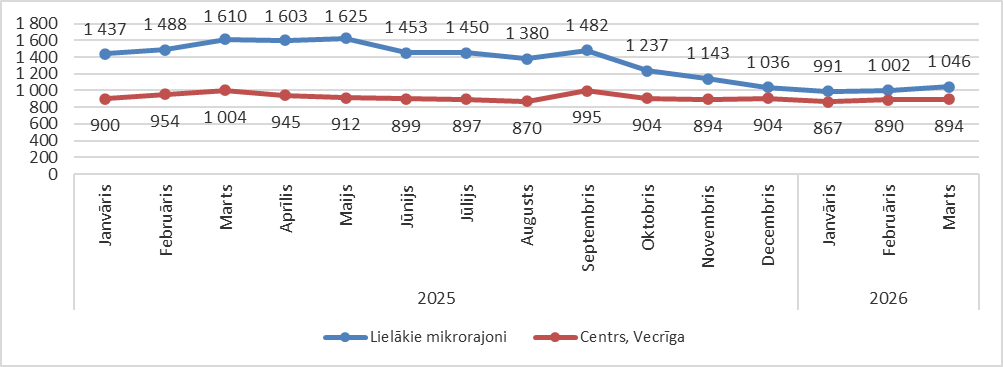 1 800
1 600
1 400
1 200
1 000
800
600
400
200
0
1 437 1 488 1 610 1 603 1 625 1 453 1 450 1 380 1 482 1 237 1 143 1 036 991 1 002 1 046
900 954 1 004 945 912 899 897 870 995 904 894 904 867 890 894
Janvāris Februāris Marts Aprīlis Maijs Jūnijs Jūlijs Augusts Septembris Oktobris Novembris Decembris Janvāris Februāris Marts
2025 2026
Lielākie mikrorajoni Centrs, Vecrīga